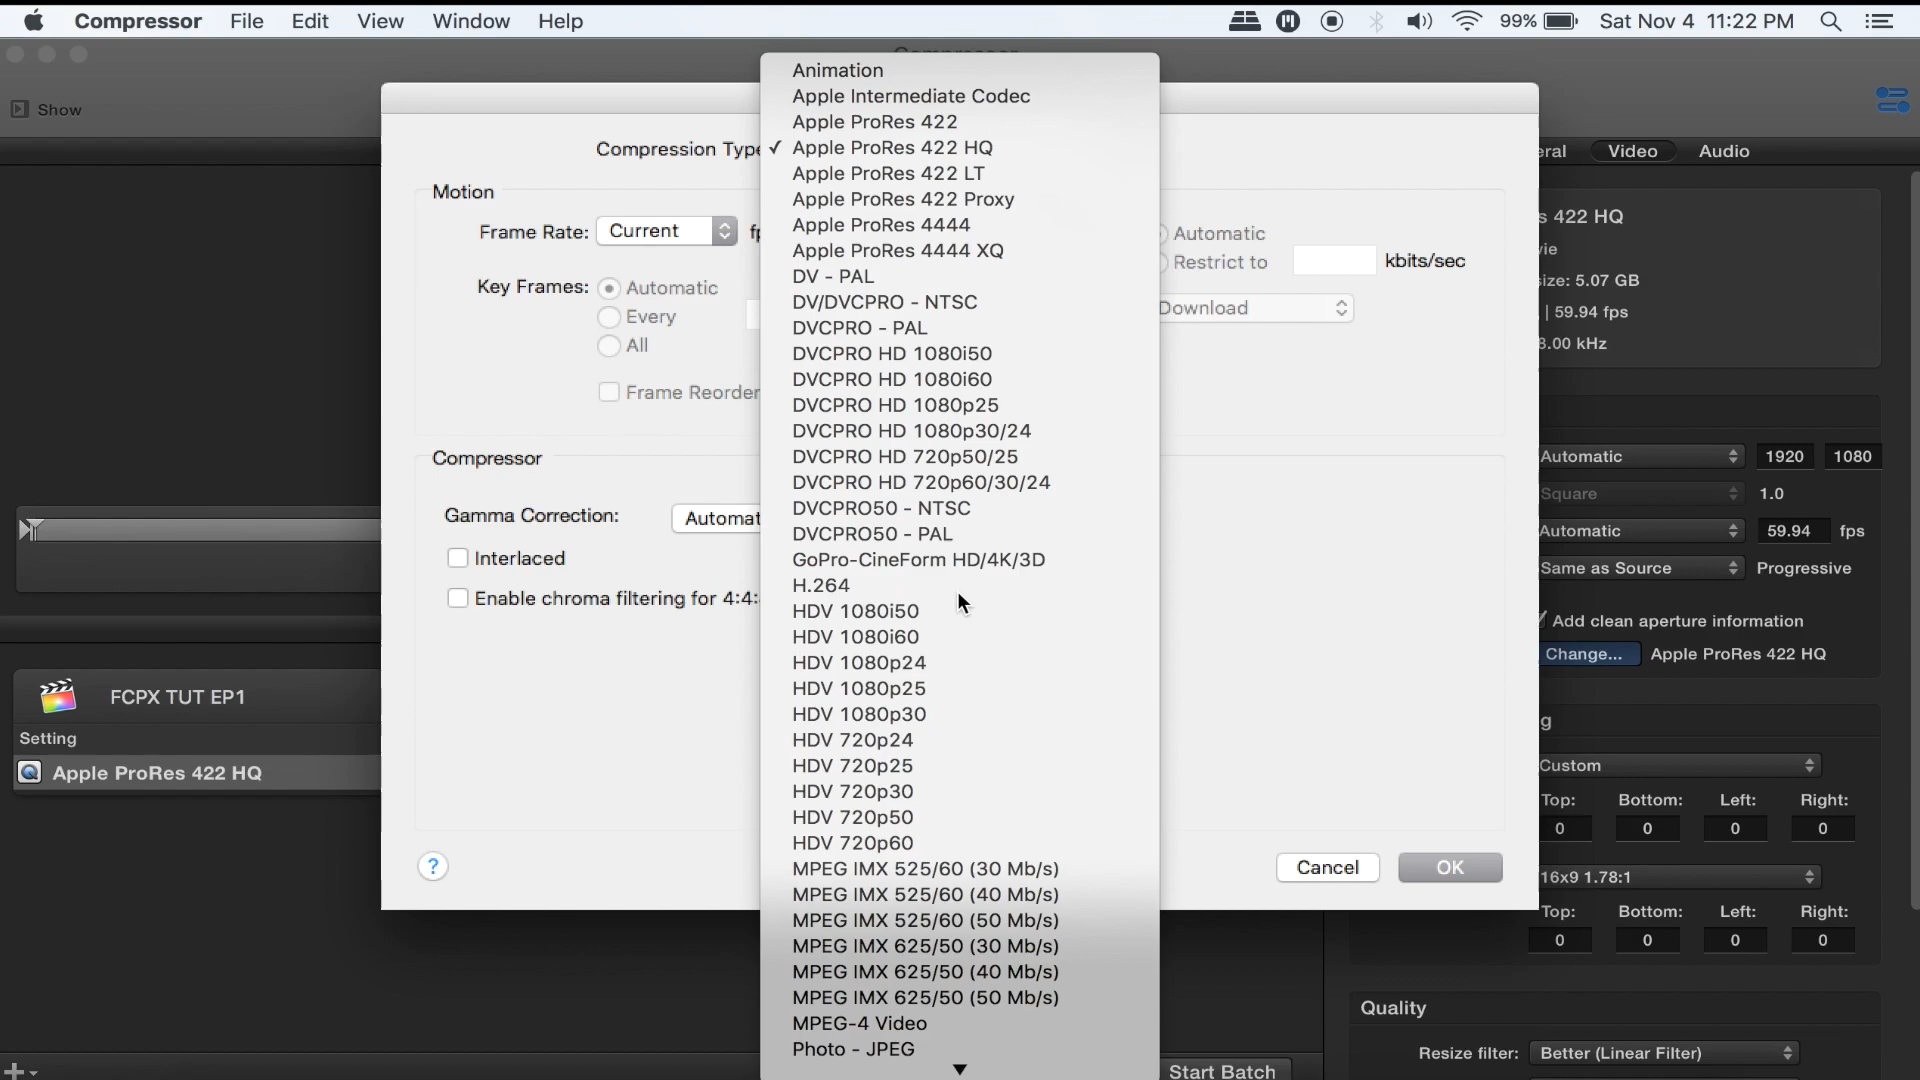 Compressor File Edit View Window Help 99% Sat Nov 4 11:22 PM
Show
Compression Type
Animation
Apple Intermediate Codec
Apple ProRes 422
✓ Apple ProRes 422 HQ
Apple ProRes 422 LT
Apple ProRes 422 Proxy
Apple ProRes 4444
Apple ProRes 4444 XQ
DV - PAL
DV/DVCPRO - NTSC
DVCPRO - PAL
DVCPRO HD 1080i50
DVCPRO HD 1080i60
DVCPRO HD 1080p25
DVCPRO HD 1080p30/24
DVCPRO HD 720p50/25
DVCPRO HD 720p60/30/24
DVCPRO50 - NTSC
DVCPRO50 - PAL
GoPro-CineForm HD/4K/3D
H.264
HDV 1080i50
HDV 1080i60
HDV 1080p24
HDV 1080p25
HDV 1080p30
HDV 720p24
HDV 720p25
HDV 720p30
HDV 720p50
HDV 720p60
MPEG IMX 525/60 (30 Mb/s)
MPEG IMX 525/60 (40 Mb/s)
MPEG IMX 525/60 (50 Mb/s)
MPEG IMX 625/50 (30 Mb/s)
MPEG IMX 625/50 (40 Mb/s)
MPEG IMX 625/50 (50 Mb/s)
MPEG-4 Video
Photo - JPEG
Motion
Frame Rate: Current
Key Frames: Automatic
Every
All
Frame Reorder
Automatic
Restrict to kbits/sec
Download
Compressor
Gamma Correction: Automat
Interlaced
Enable chroma filtering for 4:4:
? Cancel OK
FCPX TUT EP1
Setting
Apple ProRes 422 HQ
Start Batch
eral Video Audio
s 422 HQ
vie
size: 5.07 GB
| 59.94 fps
8.00 kHz
Automatic 1920 1080
Square 1.0
Automatic 59.94 fps
Same as Source Progressive
Add clean aperture information
Change... Apple ProRes 422 HQ
g
Custom
Top: Bottom: Left: Right:
0 0 0 0
16x9 1.78:1
Top: Bottom: Left: Right:
0 0 0 0
Quality
Resize filter: Better (Linear Filter)